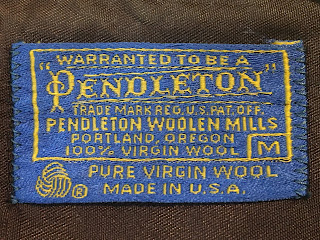 WARRANTED TO BE A
"PENDLETON"
TRADE MARK REG. U.S. PAT. OFF.
PENDLETON WOOLEN MILLS
PORTLAND, OREGON
100% VIRGIN WOOL M
® PURE VIRGIN WOOL
MADE IN U.S.A.